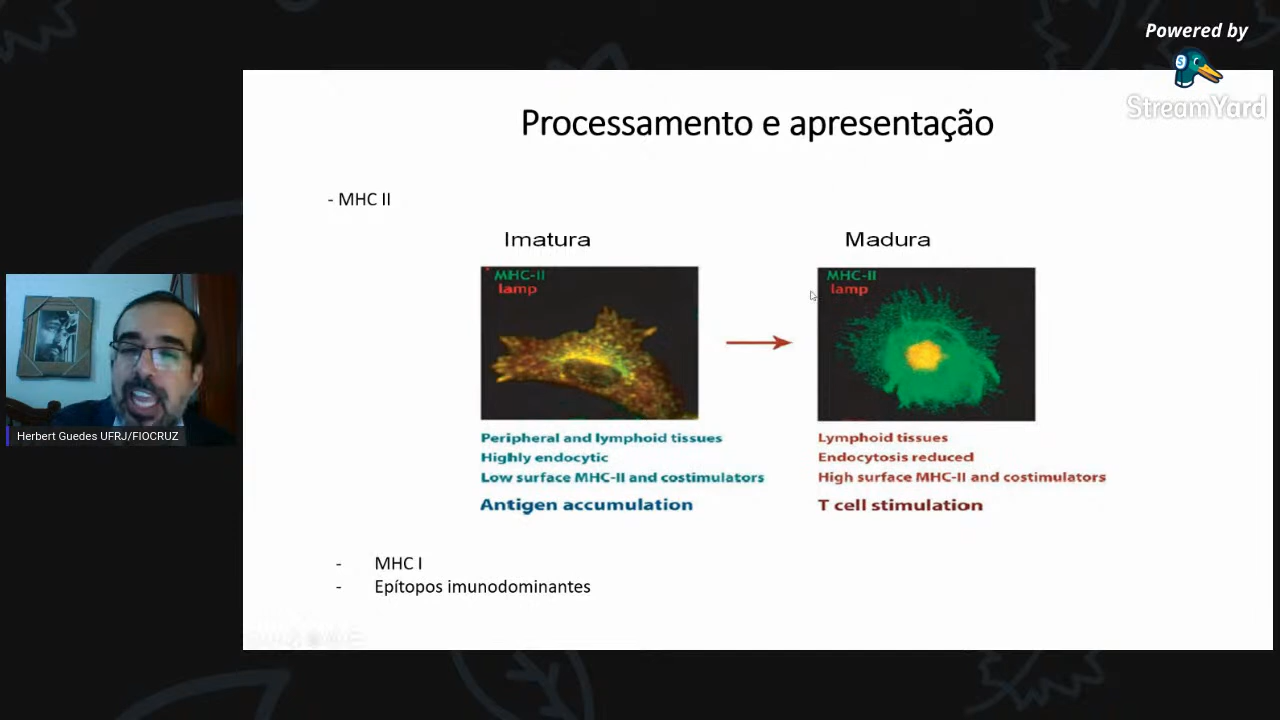 Powered by
StreamYard
Processamento e apresentação
- MHC II
Imatura
Madura
MHC-II
lamp
MHC-II
lamp
Peripheral and lymphoid tissues
Highly endocytic
Low surface MHC-II and costimulators
Antigen accumulation
Lymphoid tissues
Endocytosis reduced
High surface MHC-II and costimulators
T cell stimulation
- MHC I
- Epítopos imunodominantes
Herbert Guedes UFRJ/FIOCRUZ